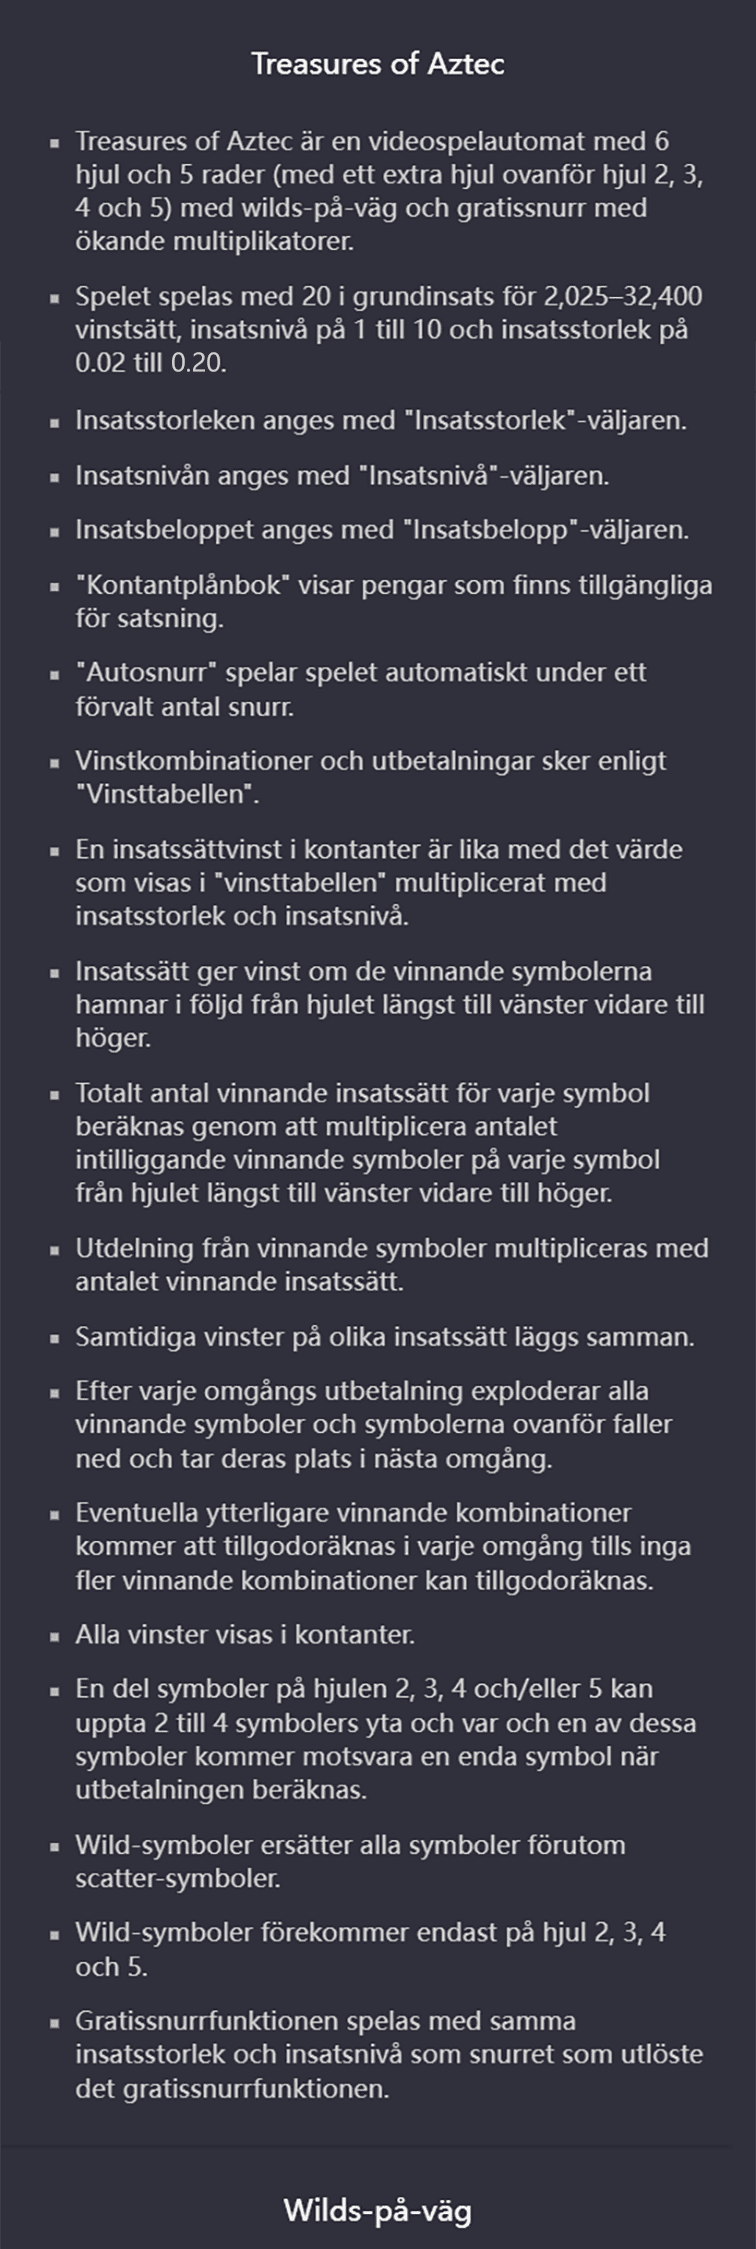 Treasures of Aztec
▪ Treasures of Aztec är en videospelautomat med 6
hjul och 5 rader (med ett extra hjul ovanför hjul 2, 3,
4 och 5) med wilds-på-väg och gratissnurr med
ökande multiplikatorer.
▪ Spelet spelas med 20 i grundinsats för 2,025–32,400
vinstsätt, insatsnivå på 1 till 10 och insatsstorlek på
0.02 till 0.20.
▪ Insatsstorleken anges med "Insatsstorlek"-väljaren.
▪ Insatsnivån anges med "Insatsnivå"-väljaren.
▪ Insatsbeloppet anges med "Insatsbelopp"-väljaren.
▪ "Kontantplånbok" visar pengar som finns tillgängliga
för satsning.
▪ "Autosnurr" spelar spelet automatiskt under ett
förvalt antal snurr.
▪ Vinstkombinationer och utbetalningar sker enligt
"Vinsttabellen".
▪ En insatssättvinst i kontanter är lika med det värde
som visas i "vinsttabellen" multiplicerat med
insatsstorlek och insatsnivå.
▪ Insatssätt ger vinst om de vinnande symbolerna
hamnar i följd från hjulet längst till vänster vidare till
höger.
▪ Totalt antal vinnande insatssätt för varje symbol
beräknas genom att multiplicera antalet
intilliggande vinnande symboler på varje symbol
från hjulet längst till vänster vidare till höger.
▪ Utdelning från vinnande symboler multipliceras med
antalet vinnande insatssätt.
▪ Samtidiga vinster på olika insatssätt läggs samman.
▪ Efter varje omgångs utbetalning exploderar alla
vinnande symboler och symbolerna ovanför faller
ned och tar deras plats i nästa omgång.
▪ Eventuella ytterligare vinnande kombinationer
kommer att tillgodoräknas i varje omgång tills inga
fler vinnande kombinationer kan tillgodoräknas.
▪ Alla vinster visas i kontanter.
▪ En del symboler på hjulen 2, 3, 4 och/eller 5 kan
uppta 2 till 4 symbolers yta och var och en av dessa
symboler kommer motsvara en enda symbol när
utbetalningen beräknas.
▪ Wild-symboler ersätter alla symboler förutom
scatter-symboler.
▪ Wild-symboler förekommer endast på hjul 2, 3, 4
och 5.
▪ Gratissnurrfunktionen spelas med samma
insatsstorlek och insatsnivå som snurret som utlöste
det gratissnurrfunktionen.
Wilds-på-väg